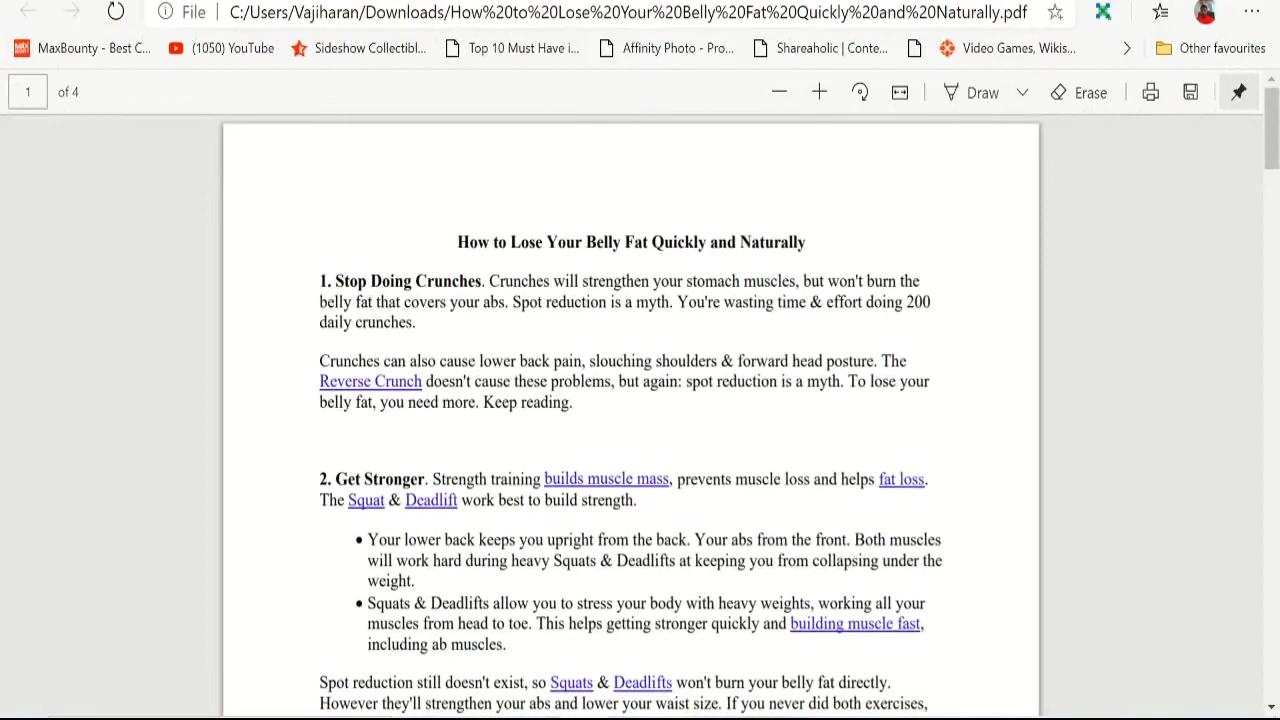 File C:/Users/Vajiharan/Downloads/How%20to%20Lose%20Your%20Belly%20Fat%20Quickly%20and%20Naturally.pdf
MaxBounty - Best C... (1050) YouTube Sideshow Collectibl... Top 10 Must Have i... Affinity Photo - Pro... Shareaholic | Conte... Video Games, Wikis... Other favourites
1 of 4 Draw Erase
How to Lose Your Belly Fat Quickly and Naturally
1. Stop Doing Crunches. Crunches will strengthen your stomach muscles, but won't burn the
belly fat that covers your abs. Spot reduction is a myth. You're wasting time & effort doing 200
daily crunches.
Crunches can also cause lower back pain, slouching shoulders & forward head posture. The
Reverse Crunch doesn't cause these problems, but again: spot reduction is a myth. To lose your
belly fat, you need more. Keep reading.
2. Get Stronger. Strength training builds muscle mass, prevents muscle loss and helps fat loss.
The Squat & Deadlift work best to build strength.
• Your lower back keeps you upright from the back. Your abs from the front. Both muscles
will work hard during heavy Squats & Deadlifts at keeping you from collapsing under the
weight.
• Squats & Deadlifts allow you to stress your body with heavy weights, working all your
muscles from head to toe. This helps getting stronger quickly and building muscle fast,
including ab muscles.
Spot reduction still doesn't exist, so Squats & Deadlifts won't burn your belly fat directly.
However they'll strengthen your abs and lower your waist size. If you never did both exercises,